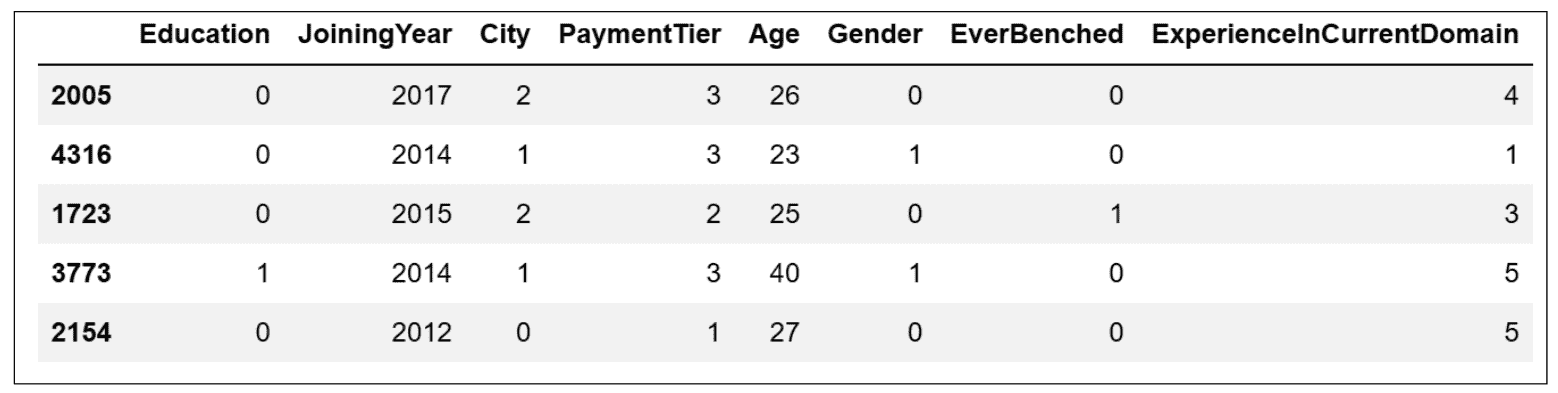 Education JoiningYear City PaymentTier Age Gender EverBenched ExperienceInCurrentDomain
2005 0 2017 2 3 26 0 0 4
4316 0 2014 1 3 23 1 0 1
1723 0 2015 2 2 25 0 1 3
3773 1 2014 1 3 40 1 0 5
2154 0 2012 0 1 27 0 0 5